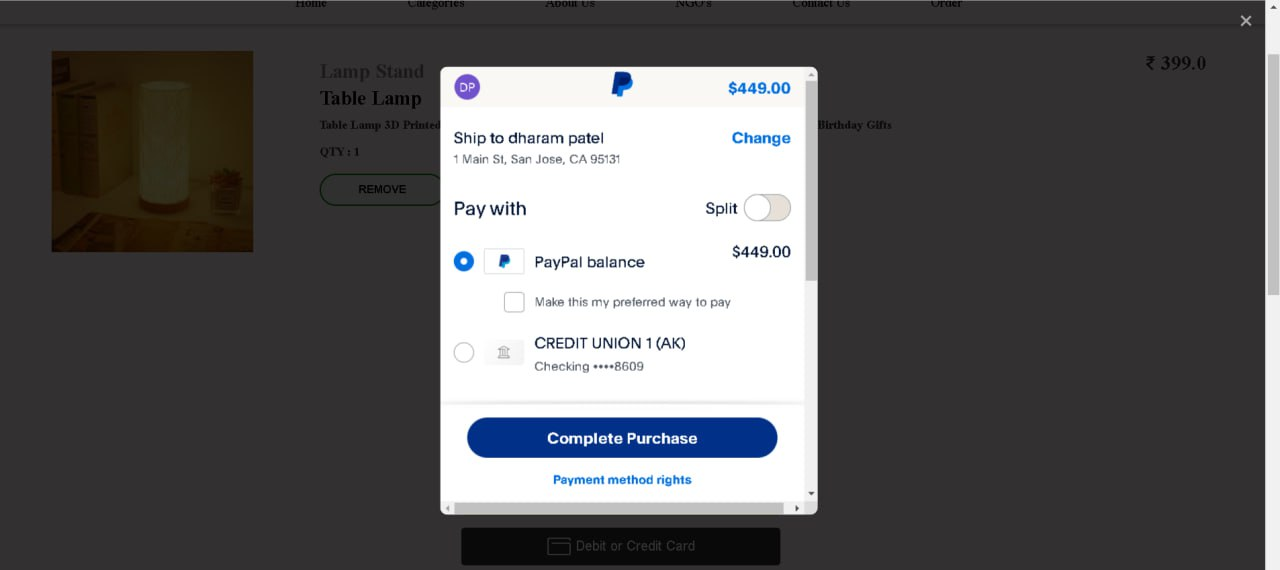 Home Categories About Us NGO's Contact Us Order
×
Lamp Stand
₹ 399.0
Table Lamp
Table Lamp 3D Printed
Birthday Gifts
QTY : 1
REMOVE
DP
$449.00
Ship to dharam patel
Change
1 Main St, San Jose, CA 95131
Pay with
Split
$449.00
PayPal balance
Make this my preferred way to pay
CREDIT UNION 1 (AK)
Checking ••••8609
Complete Purchase
Payment method rights
Debit or Credit Card